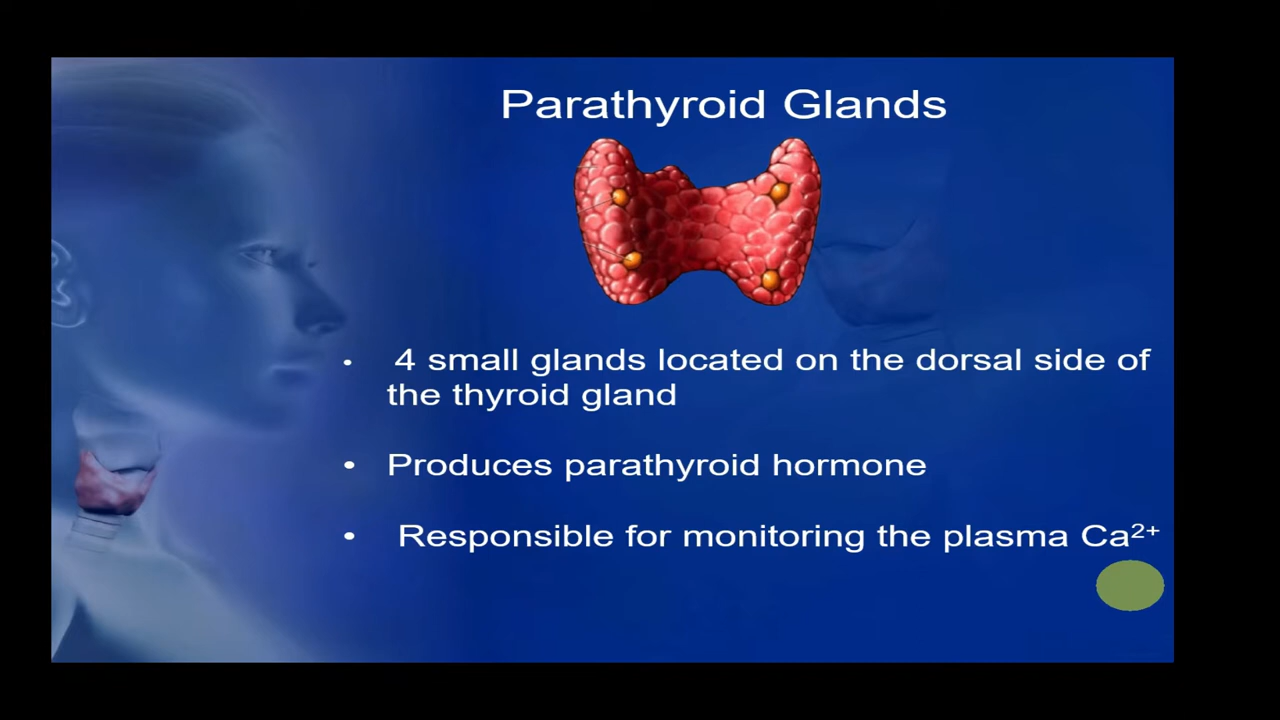 Parathyroid Glands
• 4 small glands located on the dorsal side of
the thyroid gland
• Produces parathyroid hormone
• Responsible for monitoring the plasma Ca²⁺